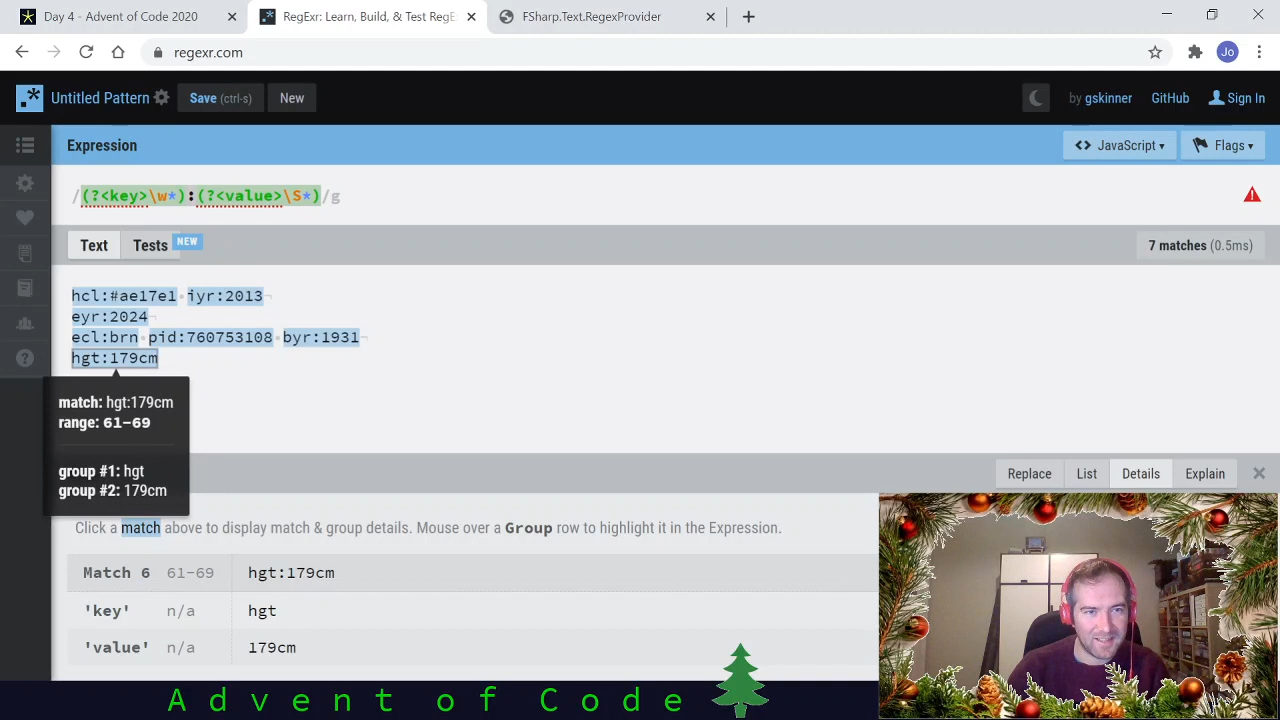 Day 4 - Advent of Code 2020
RegExr: Learn, Build, & Test RegE
FSharp.Text.RegexProvider
regexr.com
Jo
Untitled Pattern
Save (ctrl-s)
New
by gskinner
GitHub
Sign In
Expression
JavaScript
Flags
/(?<key>\w*):(?<value>\S*)/g
Text
Tests
NEW
7 matches (0.5ms)
hcl:#ae17e1 iyr:2013
eyr:2024
ecl:brn pid:760753108 byr:1931
hgt:179cm
match: hgt:179cm
range: 61-69
group #1: hgt
group #2: 179cm
Replace
List
Details
Explain
Click a match above to display match & group details. Mouse over a Group row to highlight it in the Expression.
Match 6 61-69 hgt:179cm
'key' n/a hgt
'value' n/a 179cm
Advent of Code